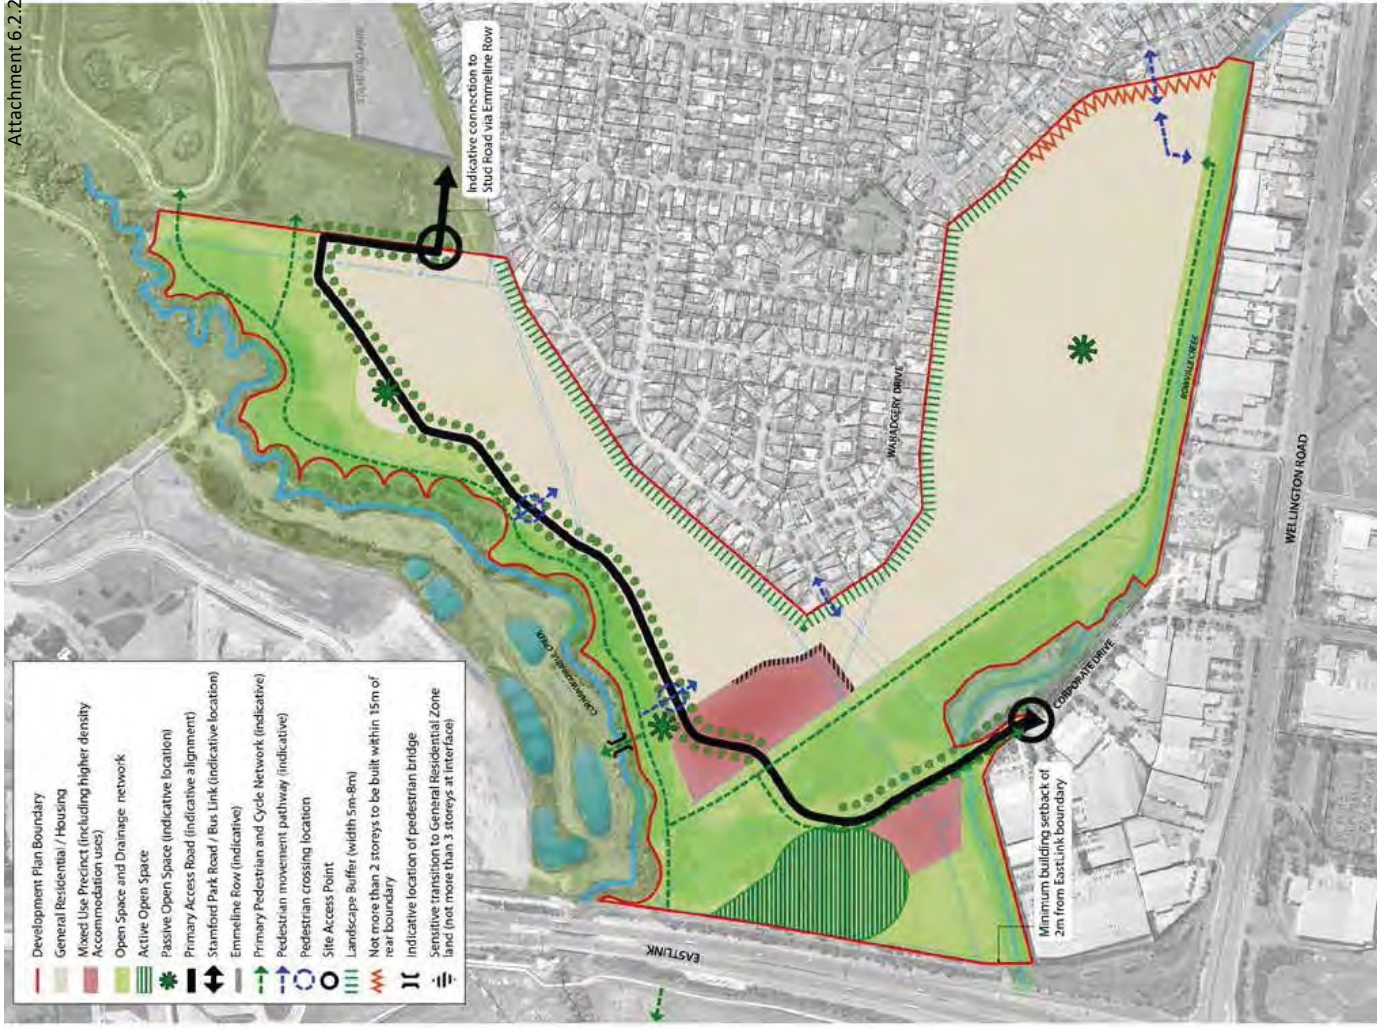 Attachment 6.2.2
Indicative connection to
Stud Road via Emmeline Row
Development Plan Boundary
General Residential / Housing
Mixed Use Precinct (including higher density
Accommodation uses)
Open Space and Drainage network
Active Open Space
Passive Open Space (indicative location)
Primary Access Road (indicative alignment)
Stamford Park Road / Bus Link (indicative location)
Emmeline Row (indicative)
Primary Pedestrian and Cycle Network (indicative)
Pedestrian movement pathway (indicative)
Pedestrian crossing location
Site Access Point
Landscape Buffer (width 5m-8m)
Not more than 2 storeys to be built within 15m of
rear boundary
Indicative location of pedestrian bridge
Sensitive transition to General Residential Zone
land (not more than 3 storeys at interface)
CORHANWARRABUL CREEK
WARADGERY DRIVE
ROWVILLE CREEK
WELLINGTON ROAD
CORPORATE DRIVE
EASTLINK
Minimum building setback of
2m from EastLink boundary